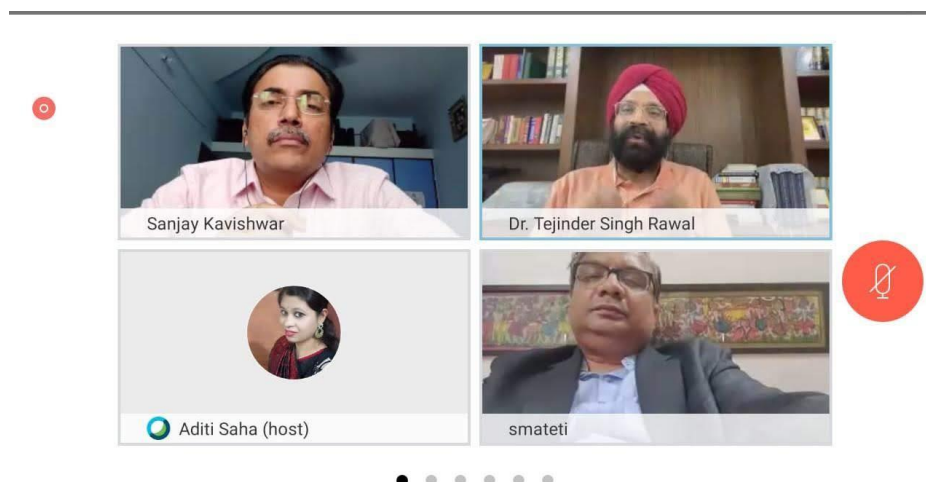 Sanjay Kavishwar
Dr. Tejinder Singh Rawal
Aditi Saha (host)
smateti